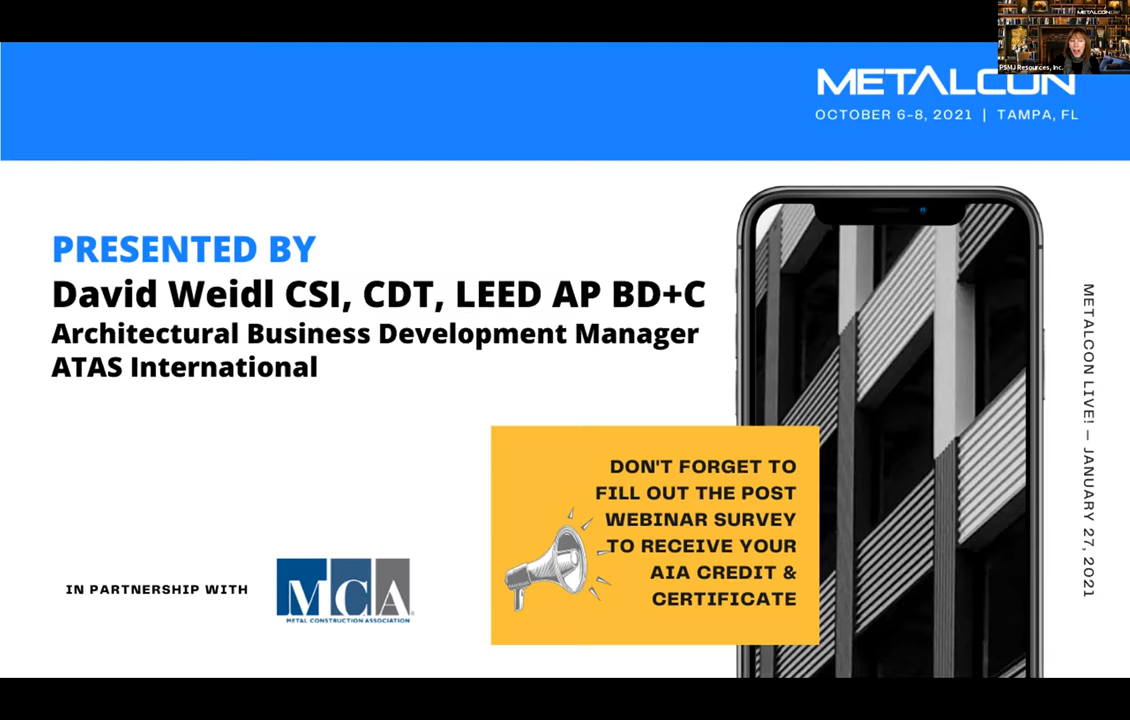 METALCON
PSMJ Resources, Inc.
METALCON
OCTOBER 6-8, 2021 | TAMPA, FL
PRESENTED BY
David Weidl CSI, CDT, LEED AP BD+C
Architectural Business Development Manager
ATAS International
DON'T FORGET TO
FILL OUT THE POST
WEBINAR SURVEY
TO RECEIVE YOUR
AIA CREDIT &
CERTIFICATE
IN PARTNERSHIP WITH
MCA
METAL CONSTRUCTION ASSOCIATION
METALCON LIVE! — JANUARY 27, 2021